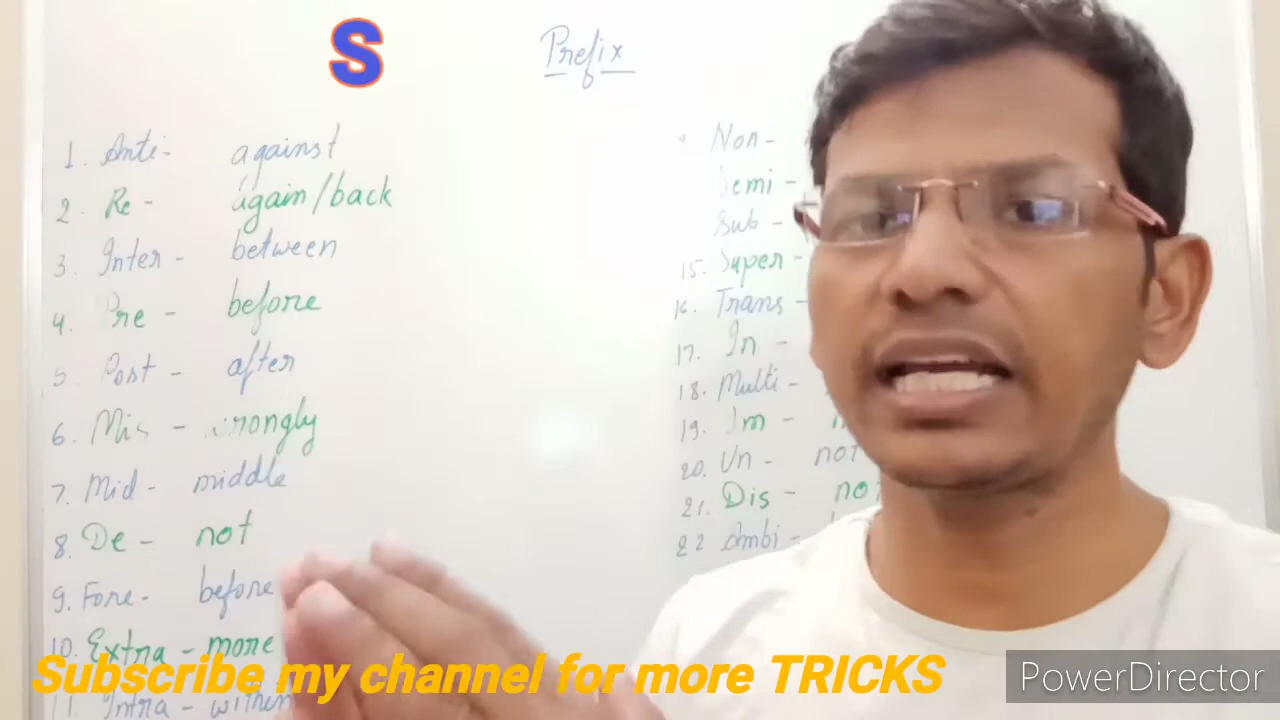 S
Prefix
1. Anti- against
2. Re- again/back
3. Inter- between
4. Pre- before
5. Post- after
6. Mis- wrongly
7. Mid- middle
8. De- not
9. Fore- before
10. Extra- more
11. Intra- within
Non-
Semi-
Sub-
15. Super-
16. Trans-
17. In-
18. Multi-
19. Im-
20. Un- not
21. Dis- not
22 Ambi-
Subscribe my channel for more TRICKS
PowerDirector